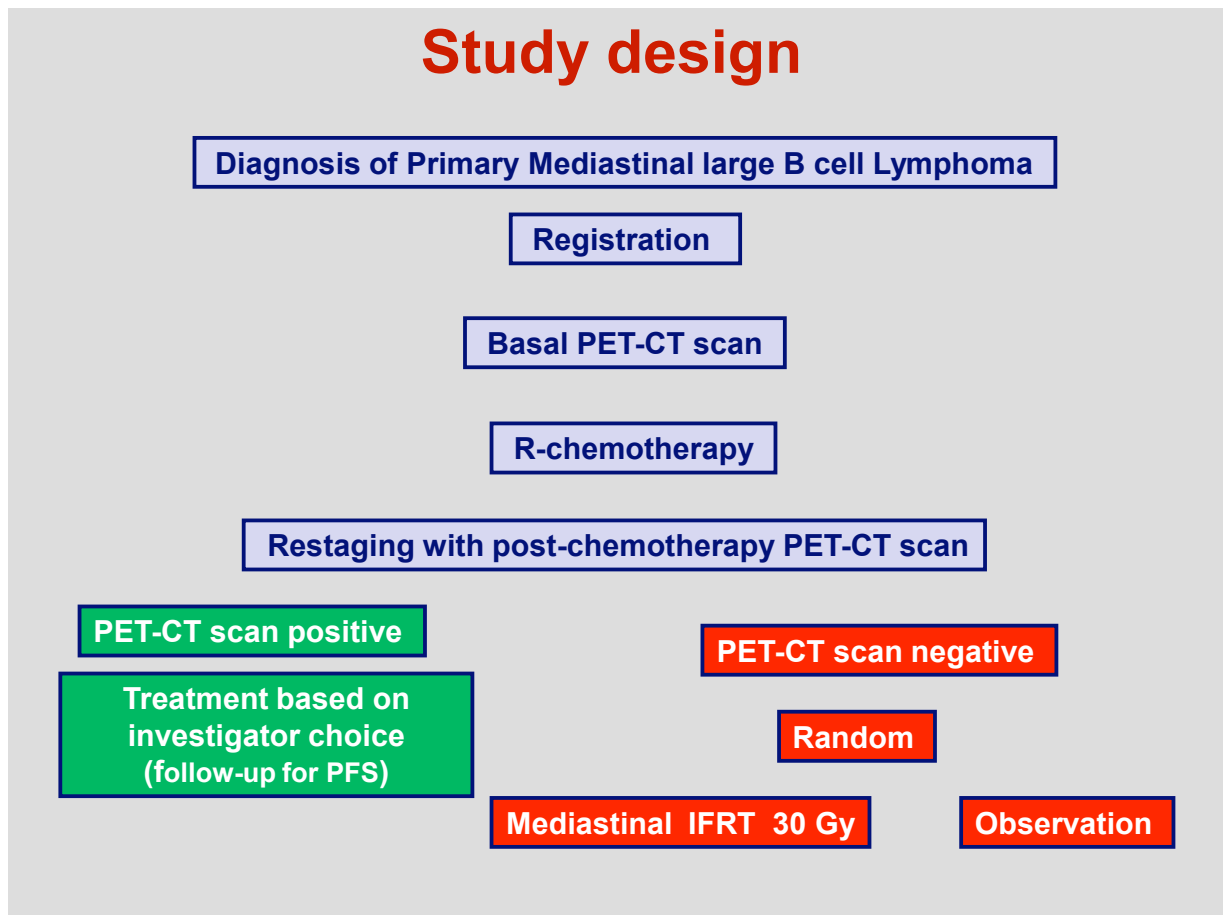 Study design
Diagnosis of Primary Mediastinal large B cell Lymphoma
Registration
Basal PET-CT scan
R-chemotherapy
Restaging with post-chemotherapy PET-CT scan
PET-CT scan positive
Treatment based on
investigator choice
(follow-up for PFS)
PET-CT scan negative
Random
Mediastinal IFRT 30 Gy
Observation